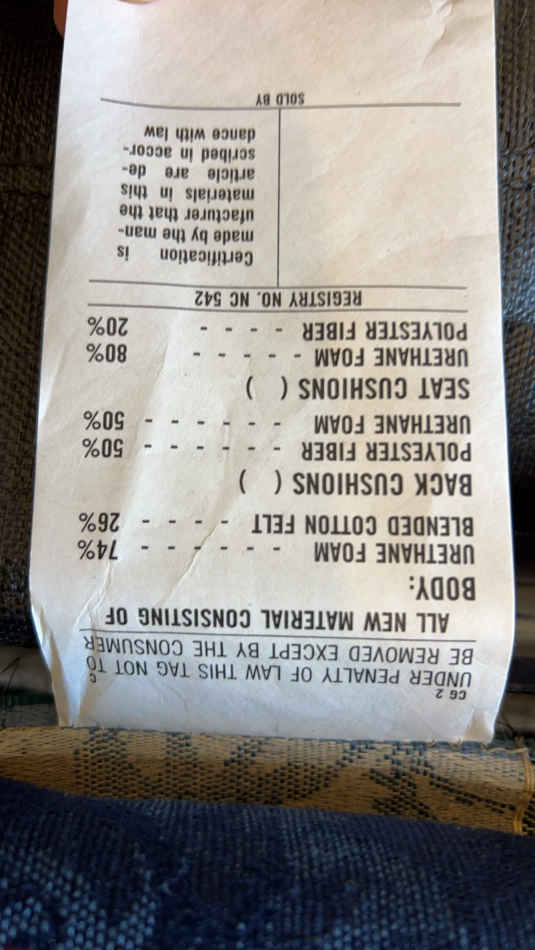 C6 2
UNDER PENALTY OF LAW THIS TAG NOT TO
BE REMOVED EXCEPT BY THE CONSUMER
ALL NEW MATERIAL CONSISTING OF
BODY:
URETHANE FOAM - - - - - - 74%
BLENDED COTTON FELT - - - - 26%
BACK CUSHIONS ( )
POLYESTER FIBER - - - - - - 50%
URETHANE FOAM - - - - - - 50%
SEAT CUSHIONS ( )
URETHANE FOAM - - - - - 80%
POLYESTER FIBER - - - - 20%
REGISTRY NO. NC 542
Certification is
made by the man-
ufacturer that the
materials in this
article are de-
scribed in accor-
dance with law
SOLD BY